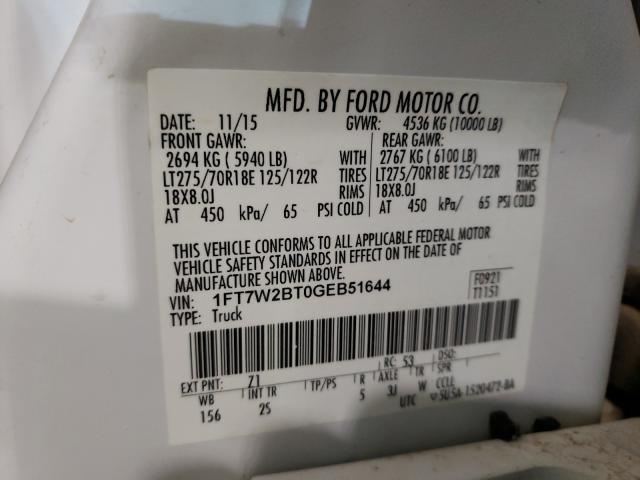 MFD. BY FORD MOTOR CO.
DATE: 11/15 GVWR: 4536 KG (10000 LB)
FRONT GAWR: REAR GAWR:
2694 KG ( 5940 LB) WITH 2767 KG ( 6100 LB) WITH
LT275/70R18E 125/122R TIRES LT275/70R18E 125/122R TIRES
18X8.0J RIMS 18X8.0J RIMS
AT 450 kPa/ 65 PSI COLD AT 450 kPa/ 65 PSI COLD
THIS VEHICLE CONFORMS TO ALL APPLICABLE FEDERAL MOTOR
VEHICLE SAFETY STANDARDS IN EFFECT ON THE DATE OF
MANUFACTURE SHOWN ABOVE.
VIN: 1FT7W2BT0GEB51644 F0921
TYPE: Truck T1151
EXT PNT: Z1 RC: 53 DSO:
WB INT TR TP/PS R AXLE TR SPR
156 2S 5 3J W CCLE
UTC SUSA 1520472-BA